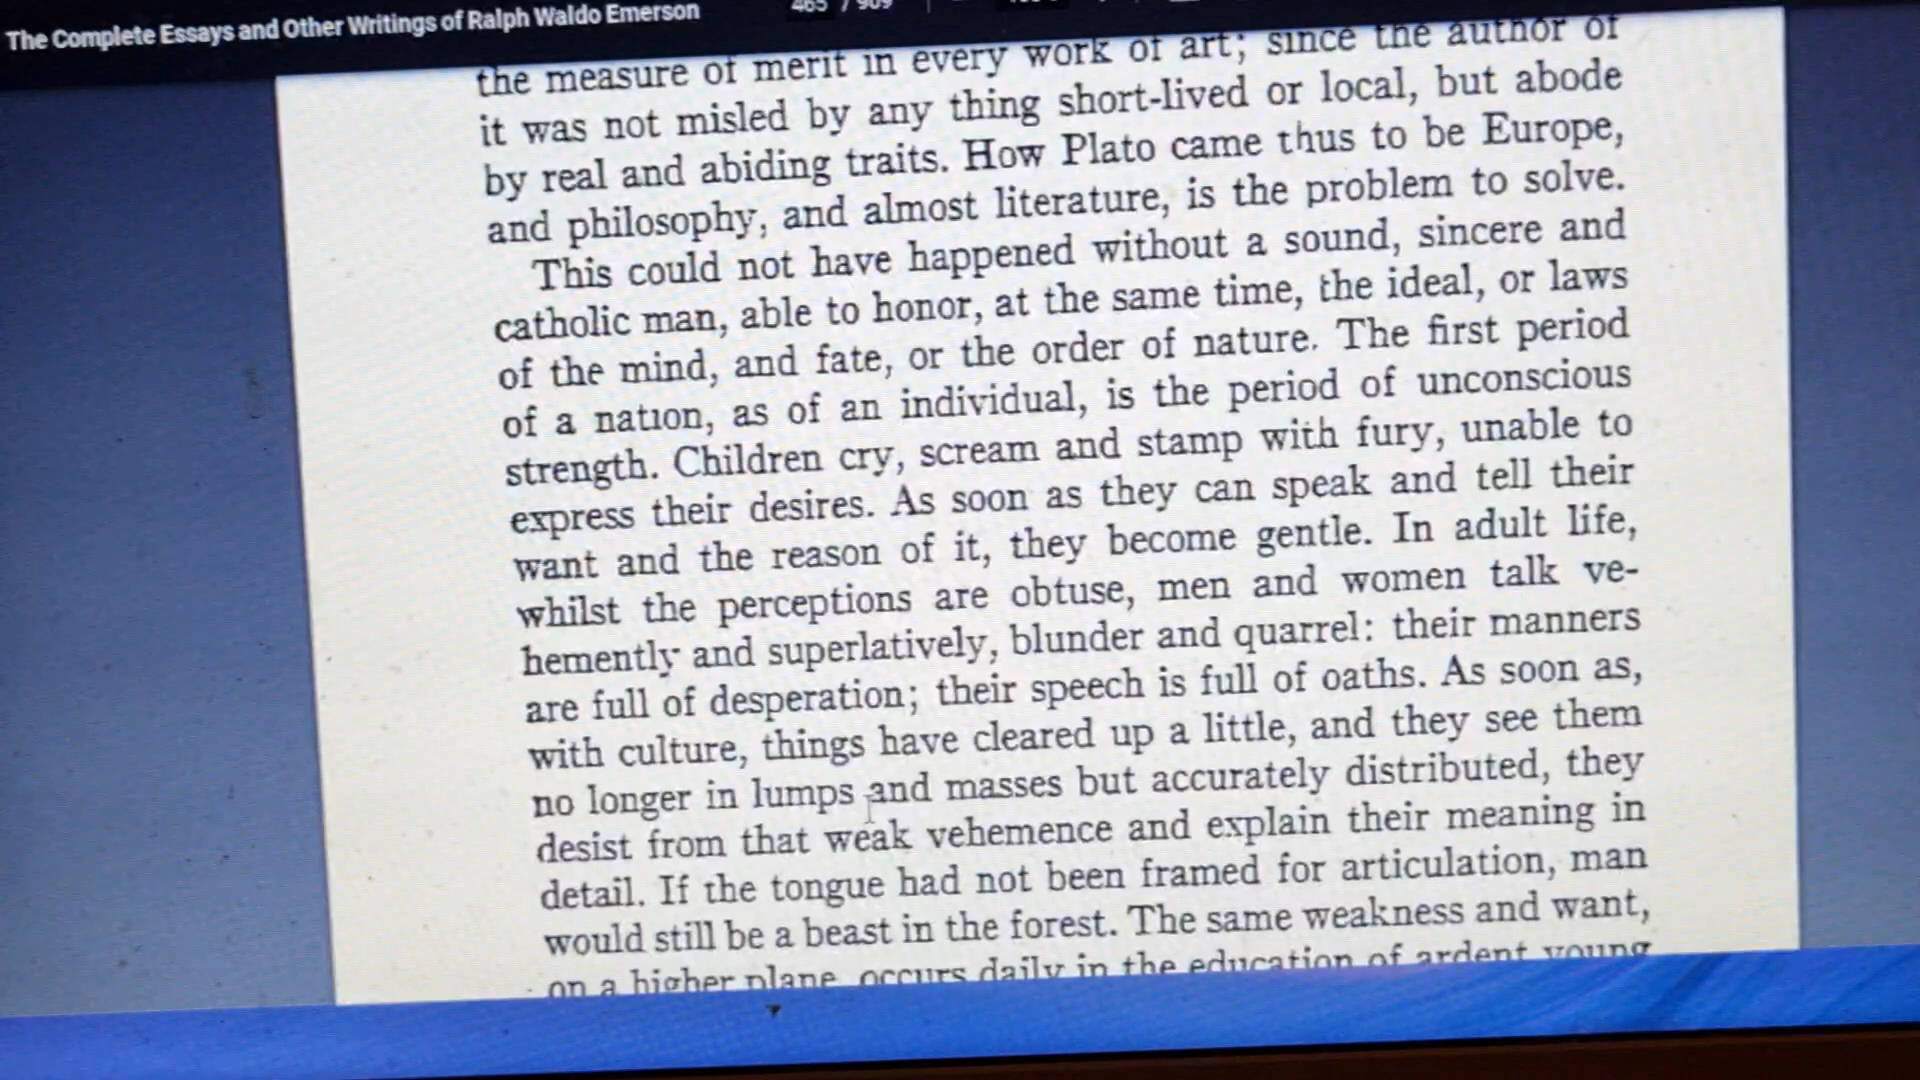 The Complete Essays and Other Writings of Ralph Waldo Emerson
465 / 909
the measure of merit in every work of art; since the author of
it was not misled by any thing short-lived or local, but abode
by real and abiding traits. How Plato came thus to be Europe,
and philosophy, and almost literature, is the problem to solve.
This could not have happened without a sound, sincere and
catholic man, able to honor, at the same time, the ideal, or laws
of the mind, and fate, or the order of nature. The first period
of a nation, as of an individual, is the period of unconscious
strength. Children cry, scream and stamp with fury, unable to
express their desires. As soon as they can speak and tell their
want and the reason of it, they become gentle. In adult life,
whilst the perceptions are obtuse, men and women talk ve-
hemently and superlatively, blunder and quarrel: their manners
are full of desperation; their speech is full of oaths. As soon as,
with culture, things have cleared up a little, and they see them
no longer in lumps and masses but accurately distributed, they
desist from that weak vehemence and explain their meaning in
detail. If the tongue had not been framed for articulation, man
would still be a beast in the forest. The same weakness and want,
on a higher plane, occurs daily in the education of ardent young